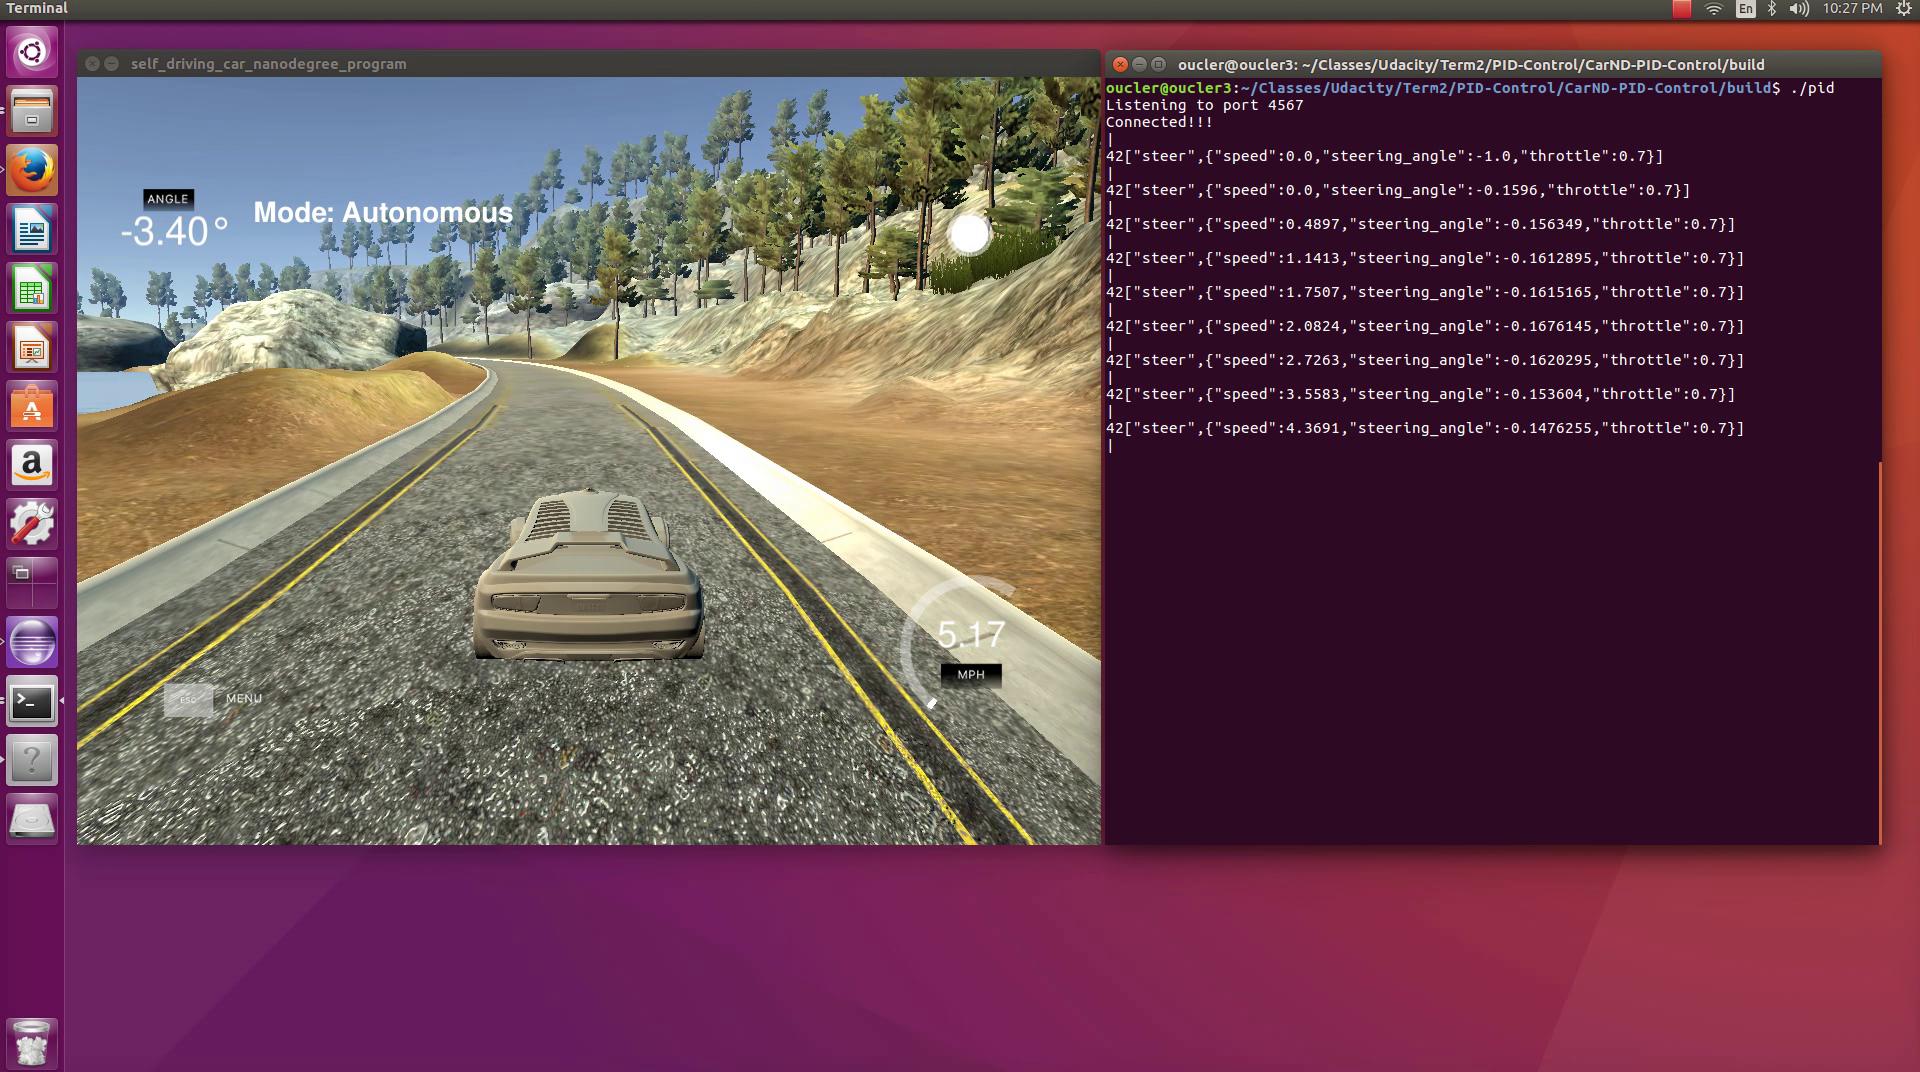 Terminal
En
10:27 PM
self_driving_car_nanodegree_program
ANGLE
-3.40°
Mode: Autonomous
5.17
MPH
ESC
MENU
oucler@oucler3: ~/Classes/Udacity/Term2/PID-Control/CarND-PID-Control/build
oucler@oucler3:~/Classes/Udacity/Term2/PID-Control/CarND-PID-Control/build$ ./pid
Listening to port 4567
Connected!!!
|
42["steer",{"speed":0.0,"steering_angle":-1.0,"throttle":0.7}]
|
42["steer",{"speed":0.0,"steering_angle":-0.1596,"throttle":0.7}]
|
42["steer",{"speed":0.4897,"steering_angle":-0.156349,"throttle":0.7}]
|
42["steer",{"speed":1.1413,"steering_angle":-0.1612895,"throttle":0.7}]
|
42["steer",{"speed":1.7507,"steering_angle":-0.1615165,"throttle":0.7}]
|
42["steer",{"speed":2.0824,"steering_angle":-0.1676145,"throttle":0.7}]
|
42["steer",{"speed":2.7263,"steering_angle":-0.1620295,"throttle":0.7}]
|
42["steer",{"speed":3.5583,"steering_angle":-0.153604,"throttle":0.7}]
|
42["steer",{"speed":4.3691,"steering_angle":-0.1476255,"throttle":0.7}]
|